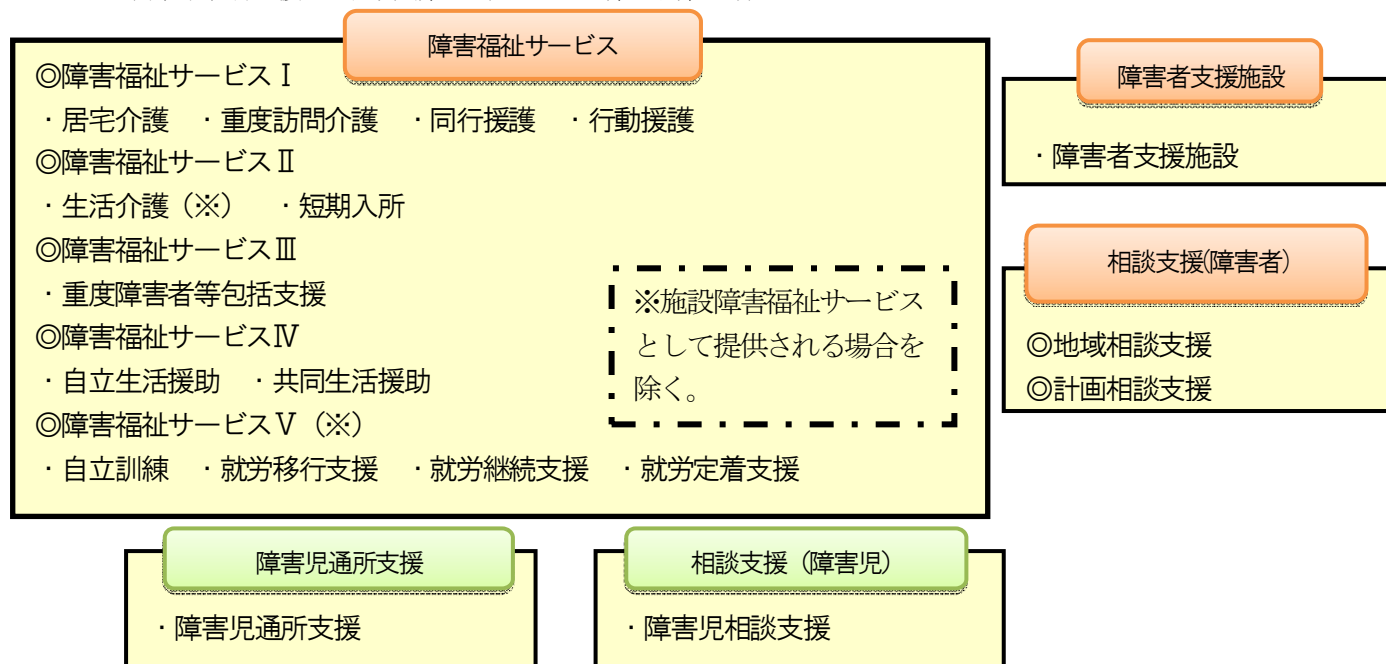 障害福祉サービス
◎障害福祉サービスⅠ
・居宅介護　・重度訪問介護　・同行援護　・行動援護
◎障害福祉サービスⅡ
・生活介護（※）　・短期入所
◎障害福祉サービスⅢ
・重度障害者等包括支援
◎障害福祉サービスⅣ
・自立生活援助　・共同生活援助
◎障害福祉サービスⅤ（※）
・自立訓練　・就労移行支援　・就労継続支援　・就労定着支援
※施設障害福祉サービス
として提供される場合を
除く。
障害者支援施設
・障害者支援施設
相談支援(障害者)
◎地域相談支援
◎計画相談支援
障害児通所支援
・障害児通所支援
相談支援（障害児）
・障害児相談支援